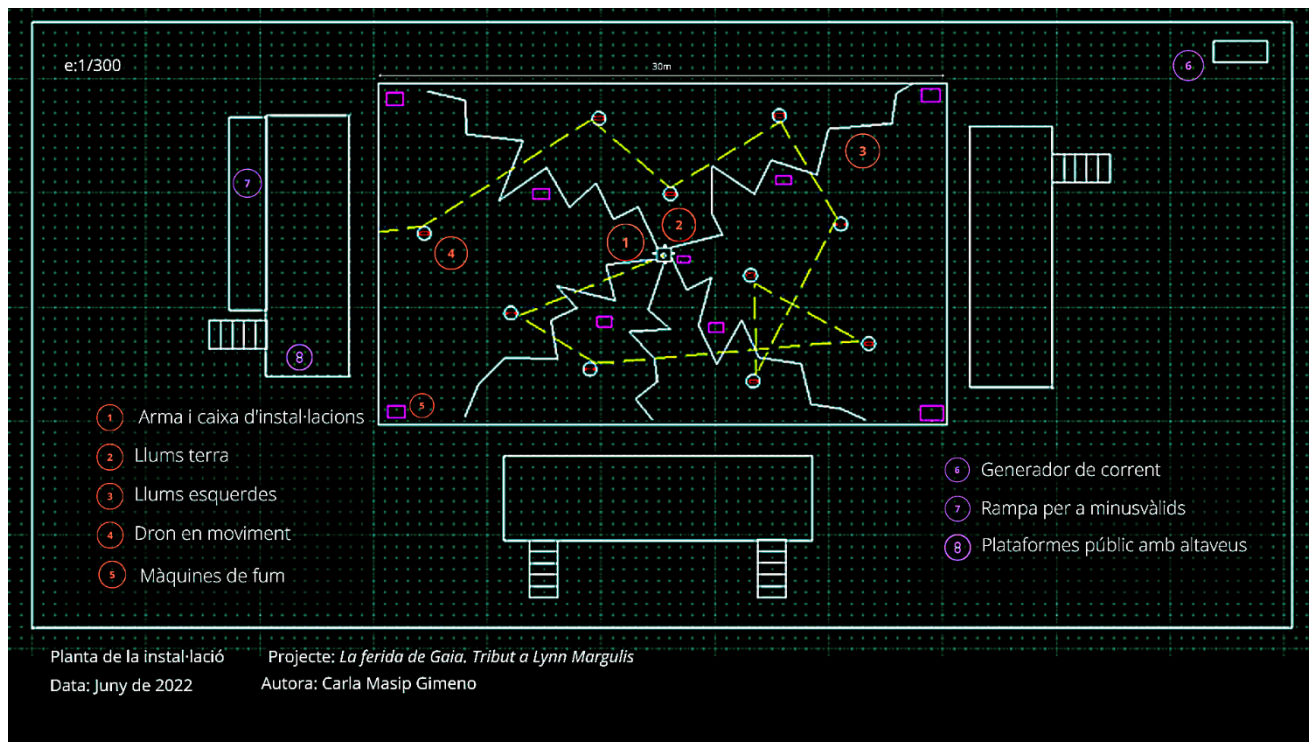 e:1/300
30m
6
3
7
2
1
4
8
5
1 Arma i caixa d'instal·lacions
2 Llums terra
3 Llums esquerdes
4 Dron en moviment
5 Màquines de fum
6 Generador de corrent
7 Rampa per a minusvàlids
8 Plataformes públic amb altaveus
Planta de la instal·lació
Projecte: La ferida de Gaia. Tribut a Lynn Margulis
Data: Juny de 2022
Autora: Carla Masip Gimeno